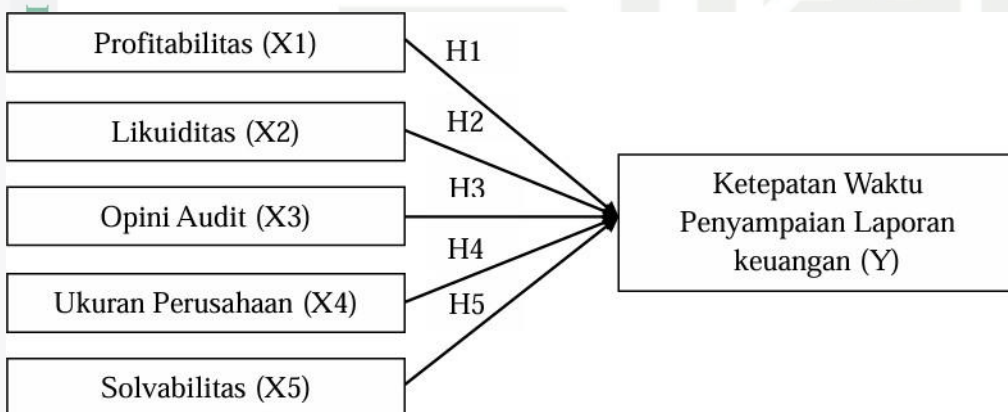 Profitabilitas (X1)
H1
Likuiditas (X2)
H2
Opini Audit (X3)
H3
Ukuran Perusahaan (X4)
H4
Solvabilitas (X5)
H5
Ketepatan Waktu
Penyampaian Laporan
keuangan (Y)